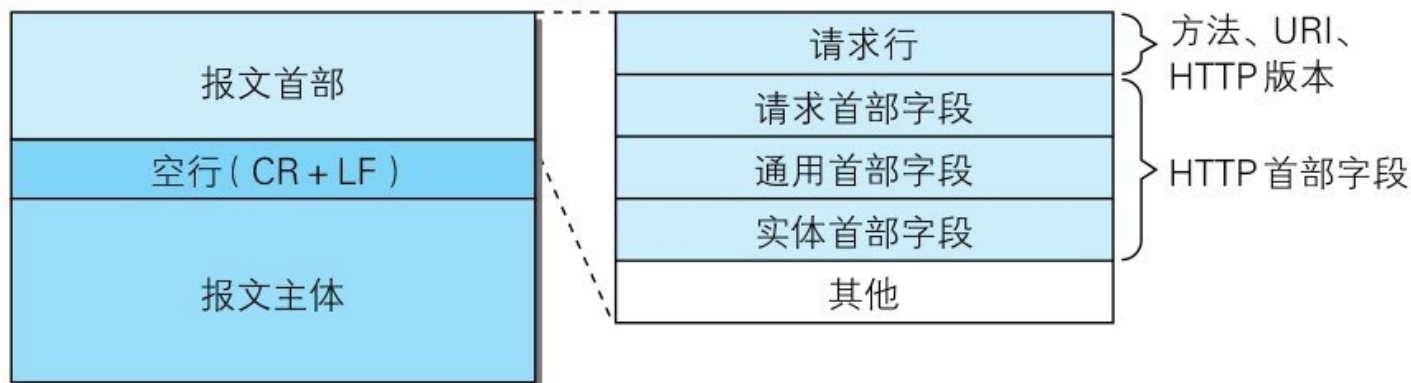 报文首部
空行(CR+LF)
报文主体
请求行
请求首部字段
通用首部字段
实体首部字段
其他
方法、URI、
HTTP版本
HTTP首部字段